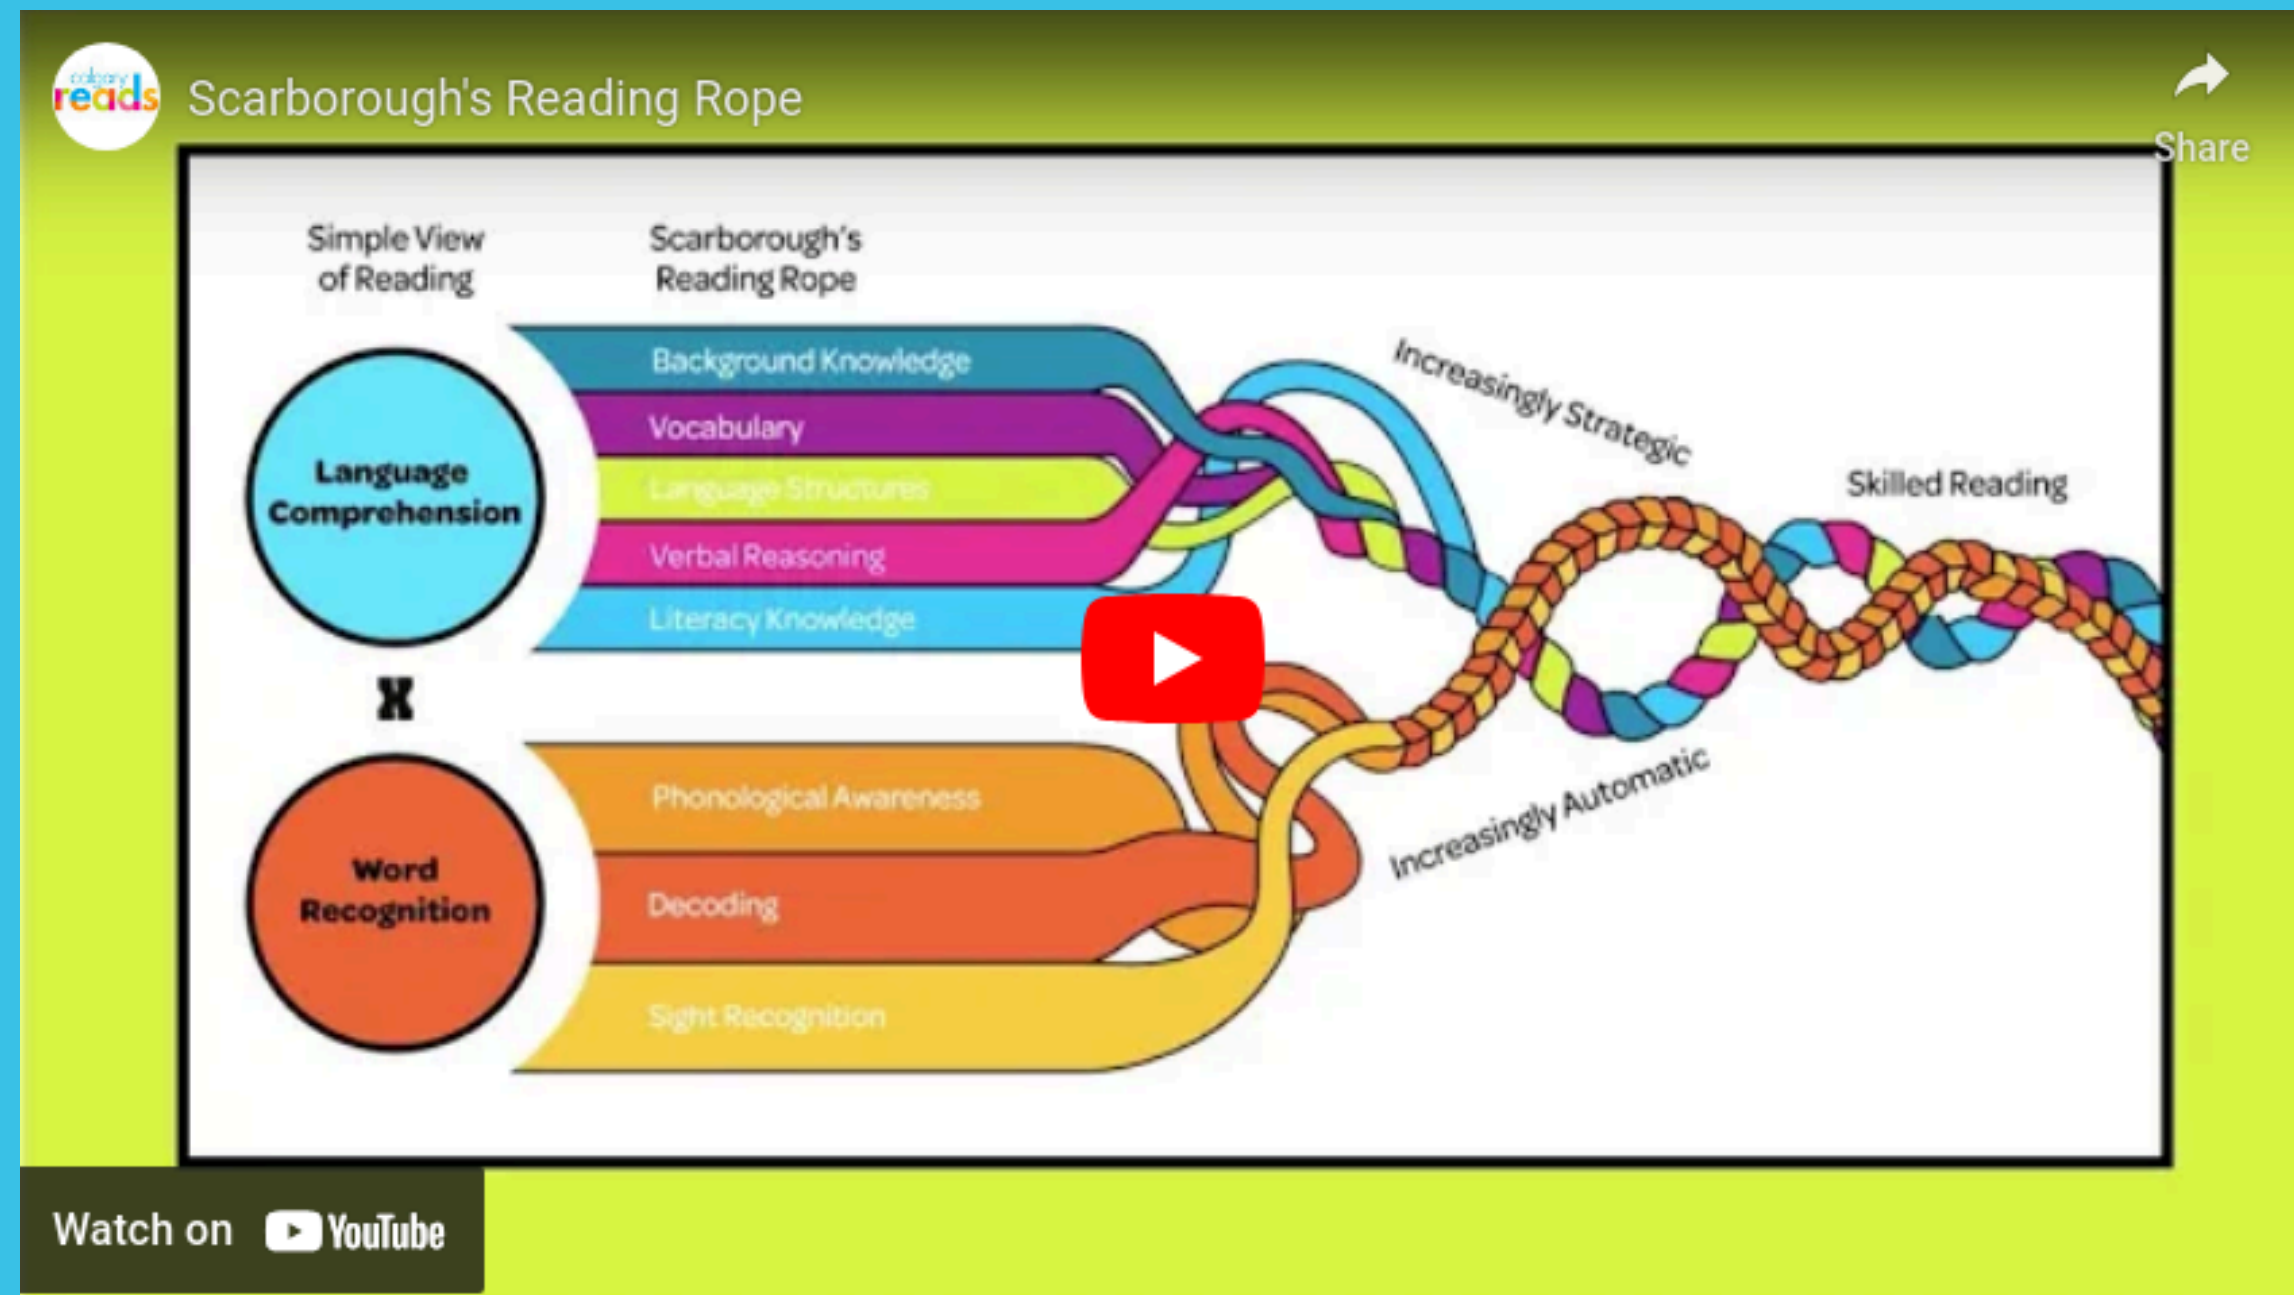 calgary
reads
Scarborough's Reading Rope
Share
Simple View
of Reading
Scarborough's
Reading Rope
Language
Comprehension
Background Knowledge
Vocabulary
Language Structures
Verbal Reasoning
Literacy Knowledge
Increasingly Strategic
Skilled Reading
X
Word
Recognition
Phonological Awareness
Decoding
Sight Recognition
Increasingly Automatic
Watch on YouTube